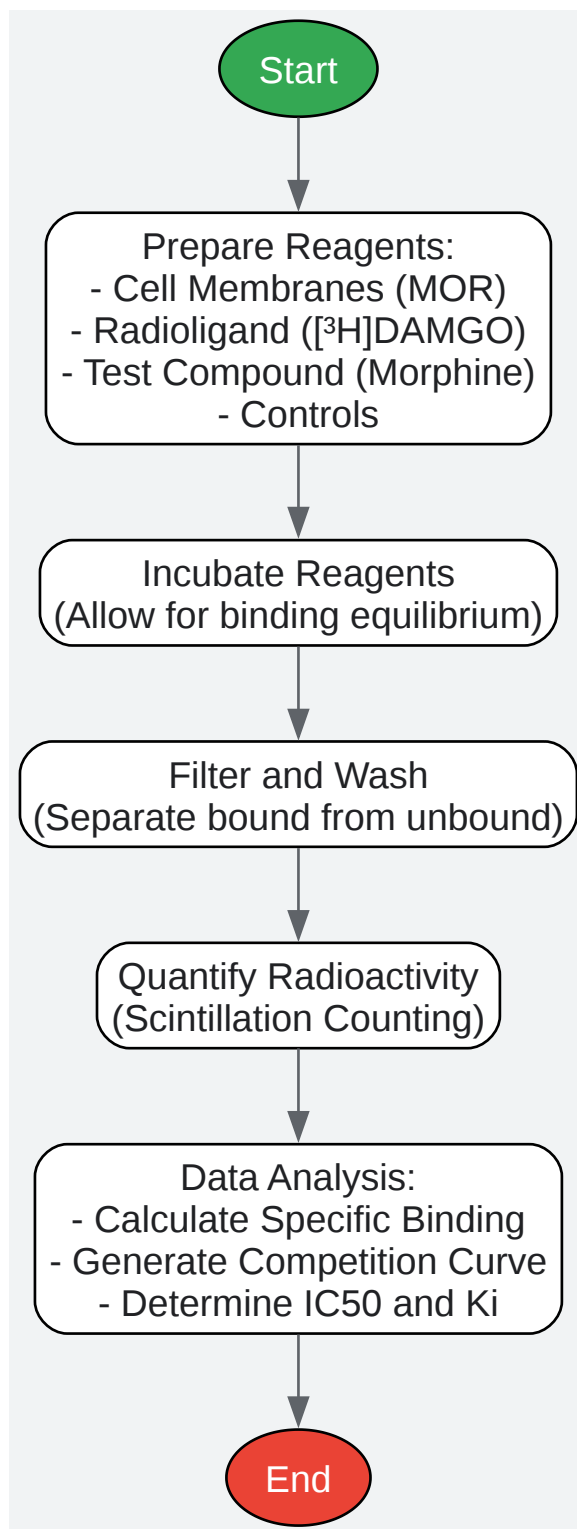 Start
Prepare Reagents:
- Cell Membranes (MOR)
- Radioligand ([³H]DAMGO)
- Test Compound (Morphine)
- Controls
Incubate Reagents
(Allow for binding equilibrium)
Filter and Wash
(Separate bound from unbound)
Quantify Radioactivity
(Scintillation Counting)
Data Analysis:
- Calculate Specific Binding
- Generate Competition Curve
- Determine IC50 and Ki
End